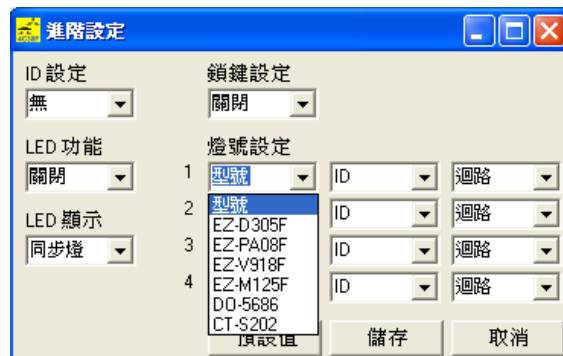 進階設定
ID 設定
鎖鍵設定
無
關閉
LED 功能
燈號設定
關閉
1 型號 ID 迴路
LED 顯示
同步燈
2 ID 迴路
3 ID 迴路
4 ID 迴路
型號
EZ-D305F
EZ-PA08F
EZ-V918F
EZ-M125F
DO-5686
CT-S202
預設值 儲存 取消